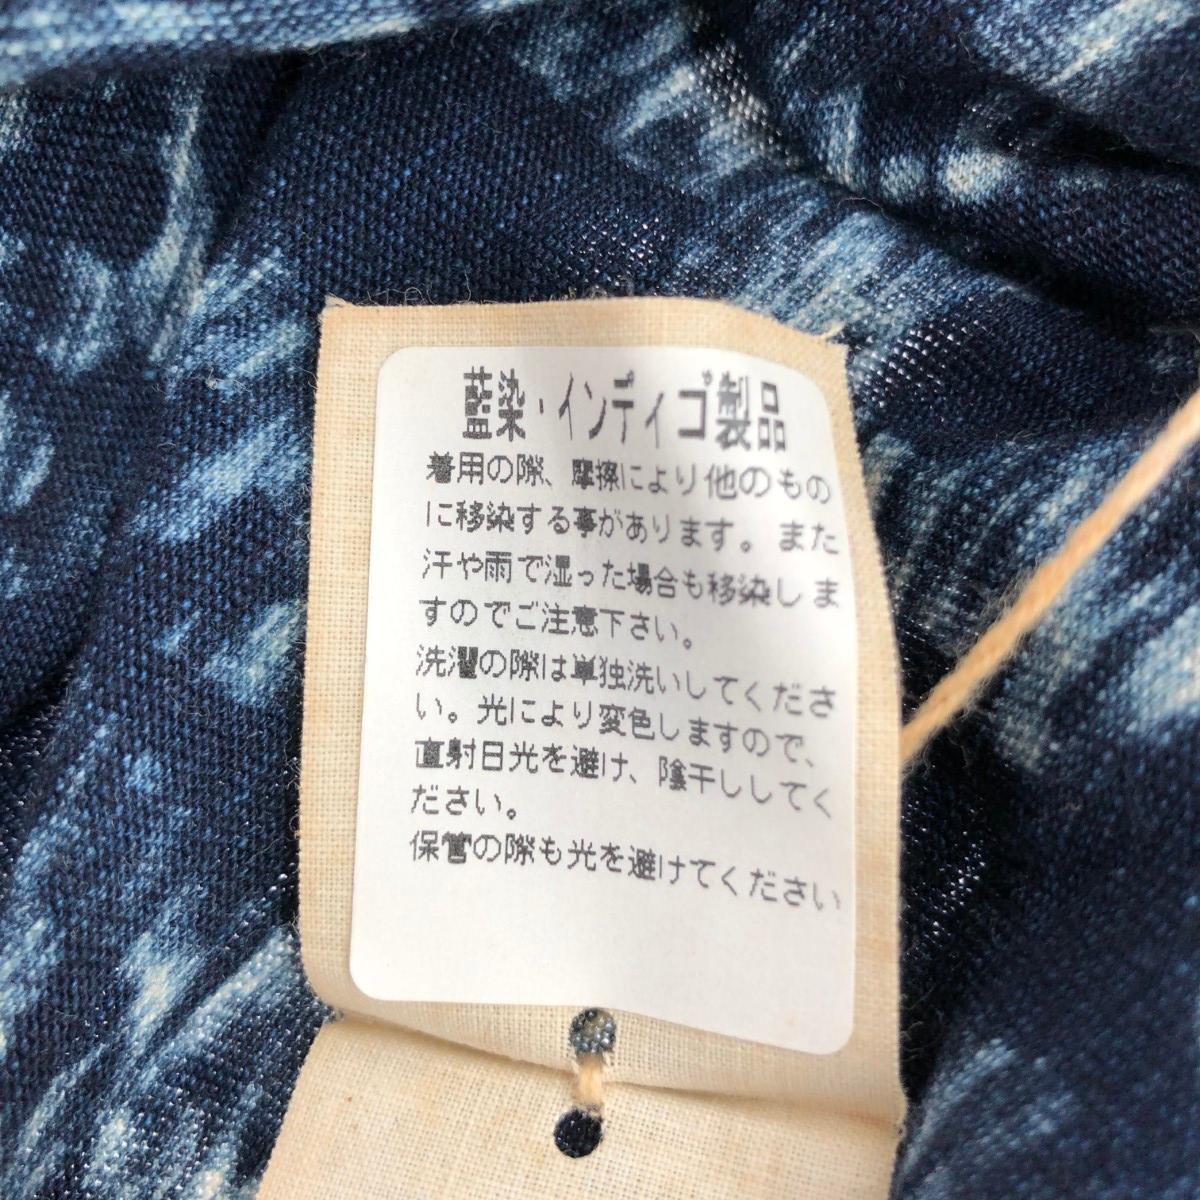 藍染・インディゴ製品
着用の際、摩擦により他のもの
に移染する事があります。また
汗や雨で湿った場合も移染しま
すのでご注意下さい。
洗濯の際は単独洗いしてくださ
い。光により変色しますので、
直射日光を避け、陰干ししてく
ださい。
保管の際も光を避けてください